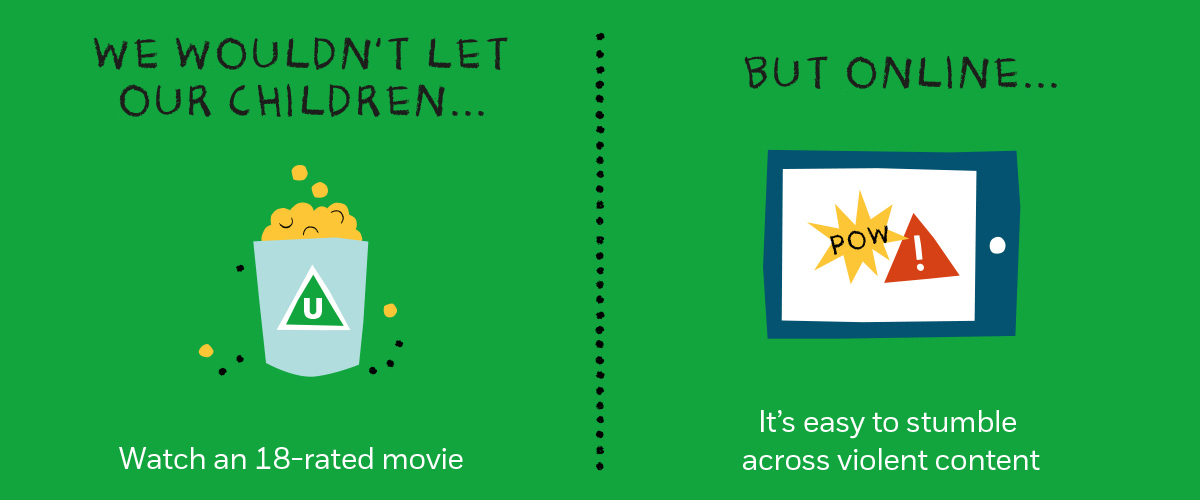 WE WOULDN'T LET
OUR CHILDREN...
U
Watch an 18-rated movie
BUT ONLINE...
POW
!
It's easy to stumble
across violent content